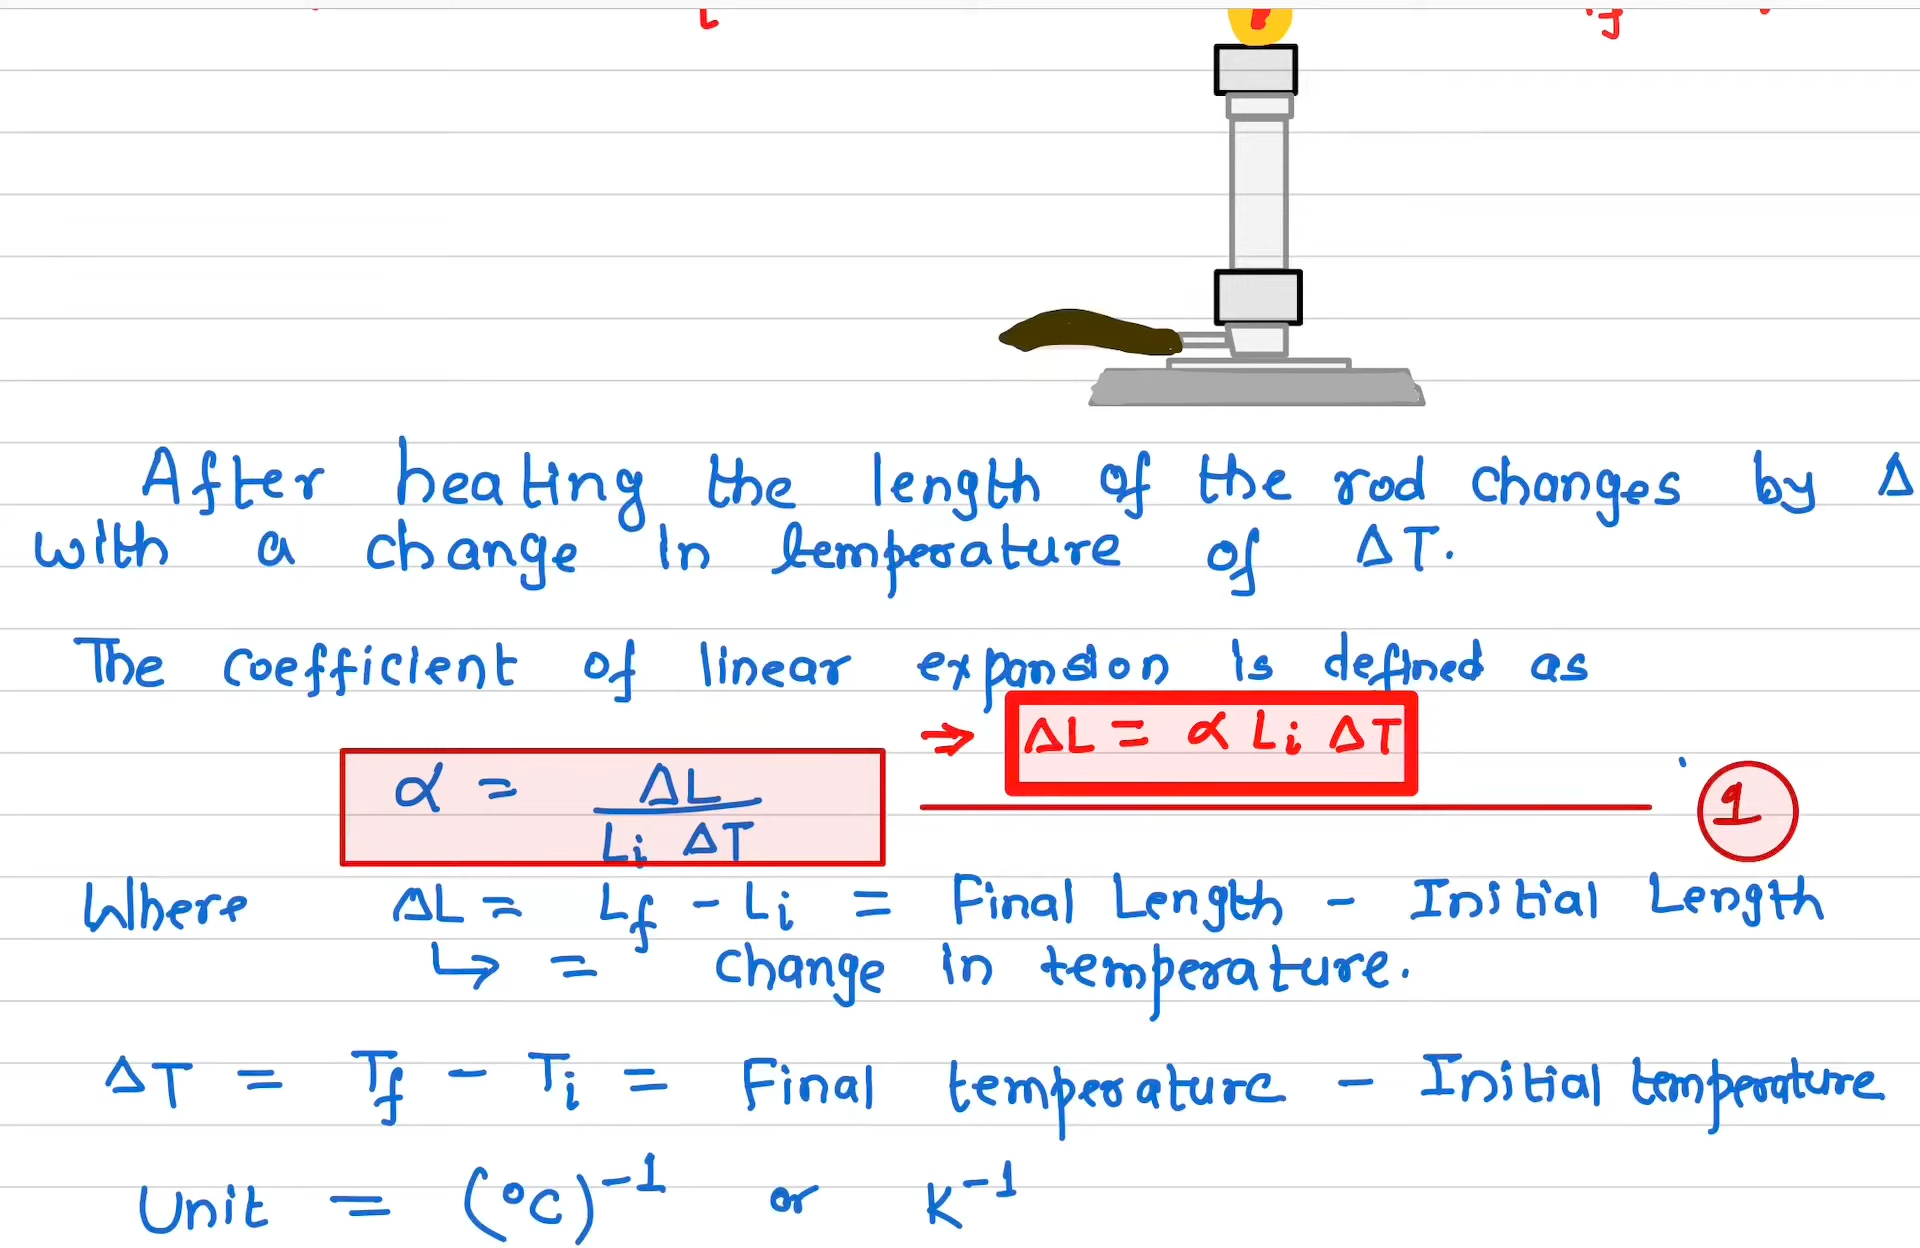 After heating the length of the rod changes by Δ
with a change in temperature of ΔT.
The coefficient of linear expansion is defined as
→ ΔL = α Li ΔT
α = ΔL / Li ΔT
1
Where ΔL = Lf - Li = Final Length - Initial Length
↳ = change in temperature.
ΔT = Tf - Ti = Final temperature - Initial temperature
Unit = (°C)⁻¹ or K⁻¹